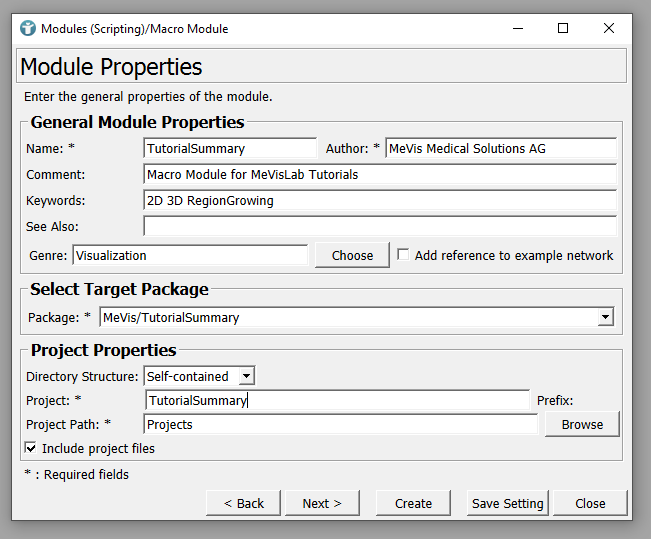 Modules (Scripting)/Macro Module
Module Properties
Enter the general properties of the module.
General Module Properties
Name: * TutorialSummary Author: * MeVis Medical Solutions AG
Comment: Macro Module for MeVisLab Tutorials
Keywords: 2D 3D RegionGrowing
See Also:
Genre: Visualization Choose Add reference to example network
Select Target Package
Package: * MeVis/TutorialSummary
Project Properties
Directory Structure: Self-contained
Project: * TutorialSummary Prefix:
Project Path: * Projects Browse
Include project files
* : Required fields
< Back Next > Create Save Setting Close